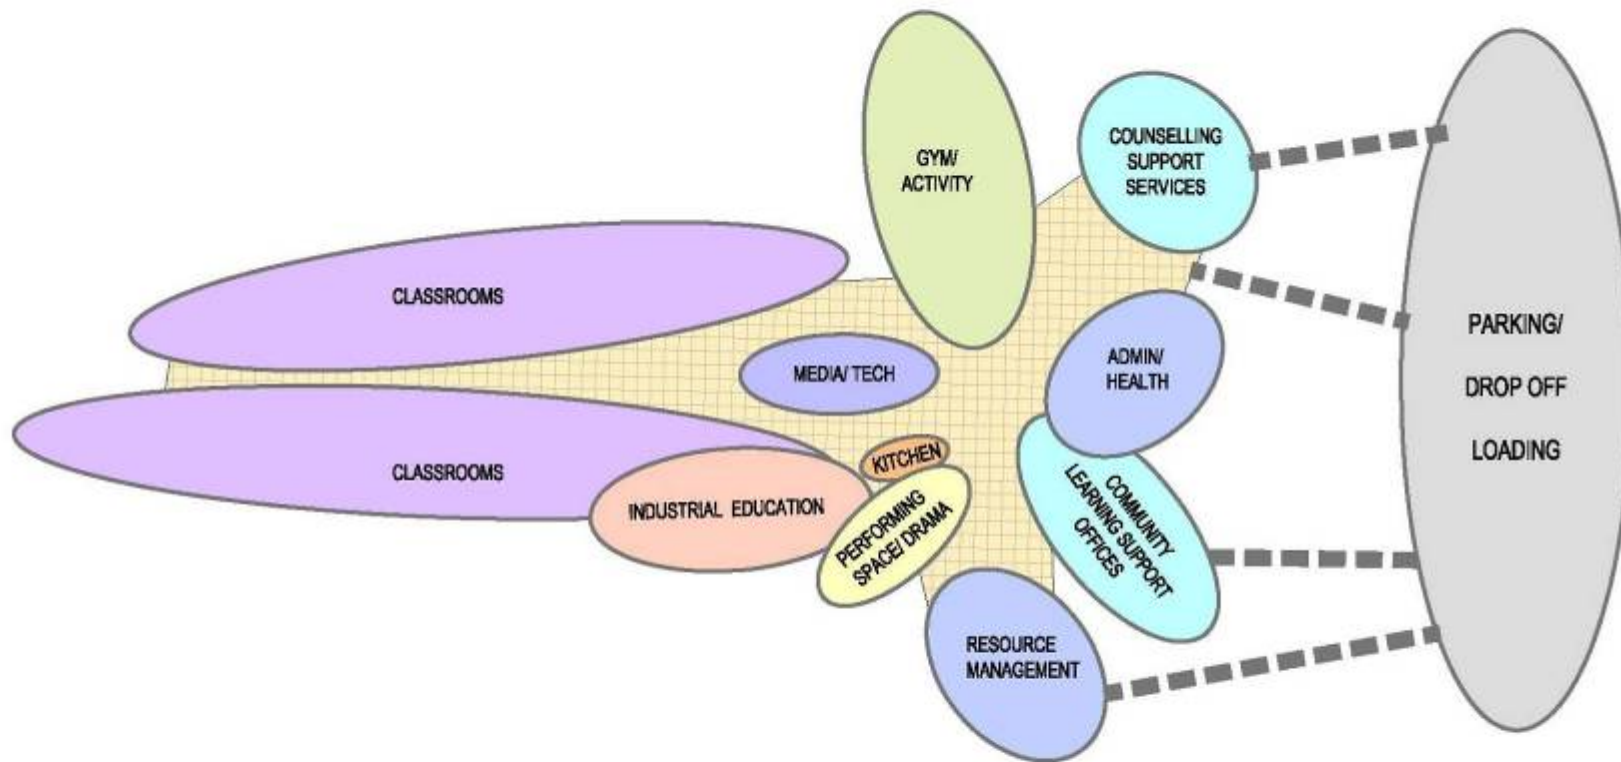 GYM/
ACTIVITY
COUNSELLING
SUPPORT
SERVICES
CLASSROOMS
MEDIA/ TECH
ADMIN/
HEALTH
PARKING/
DROP OFF
LOADING
CLASSROOMS
KITCHEN
INDUSTRIAL EDUCATION
PERFORMING
SPACE/ DRAMA
COMMUNITY
LEARNING SUPPORT
OFFICES
RESOURCE
MANAGEMENT